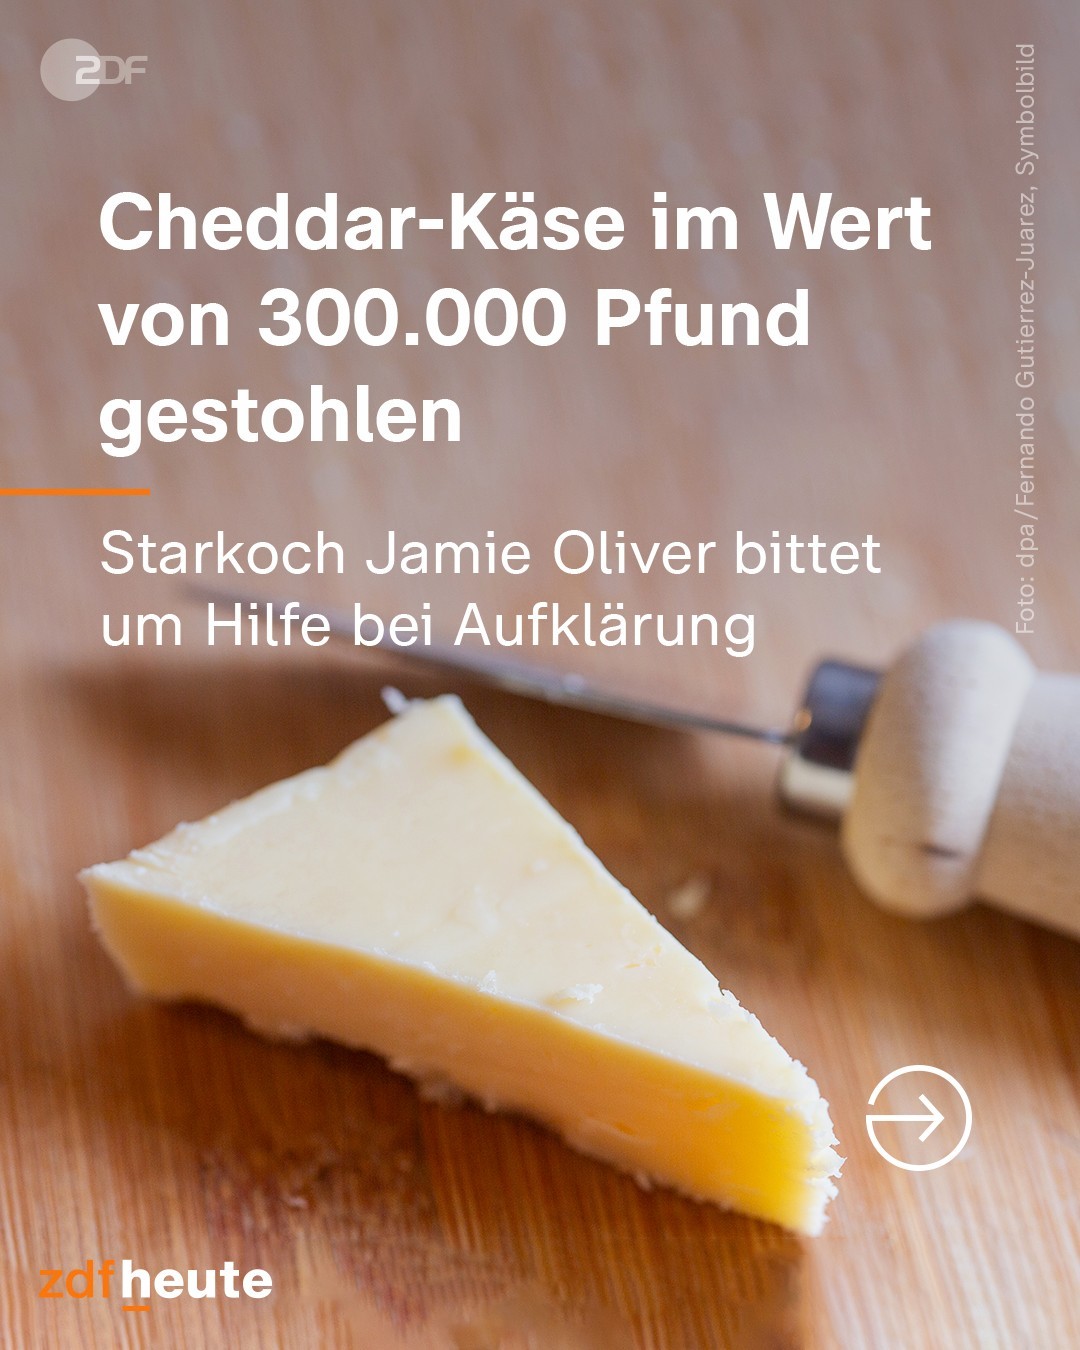 ZDF
Cheddar-Käse im Wert
von 300.000 Pfund
gestohlen
Starkoch Jamie Oliver bittet
um Hilfe bei Aufklärung
Foto: dpa/Fernando Gutierrez-Juarez, Symbolbild
zdfheute